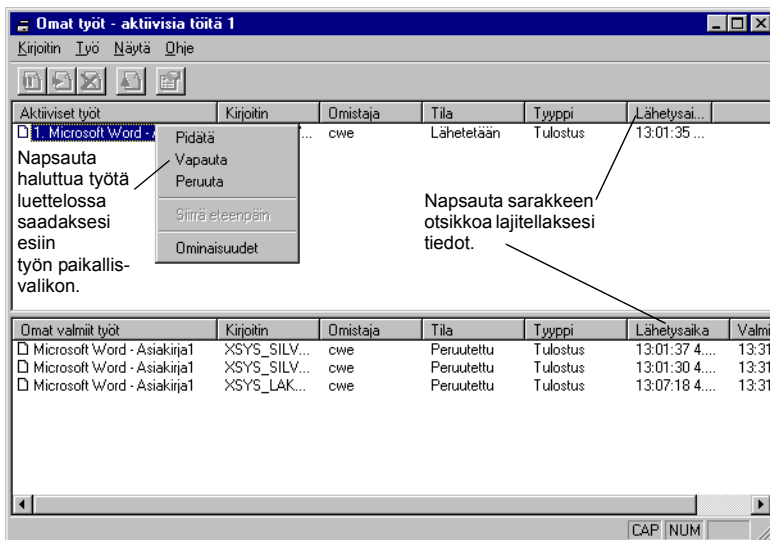 Omat työt - aktiivisia töitä 1
Kirjoitin Työ Näytä Ohje
Aktiiviset työt Kirjoitin Omistaja Tila Tyyppi Lähetysai...
1. Microsoft Word - A ... cwe Lähetetään Tulostus 13:01:35 ...
Pidätä
Vapauta
Peruuta
Siirrä eteenpäin
Ominaisuudet
Napsauta
haluttua työtä
luettelossa
saadaksesi
esiin
työn paikallis-
valikon.
Napsauta sarakkeen
otsikkoa lajitellaksesi
tiedot.
Omat valmiit työt Kirjoitin Omistaja Tila Tyyppi Lähetysaika Valmi
Microsoft Word - Asiakirja1 XSYS_SILV... cwe Peruutettu Tulostus 13:01:37 4.... 13:31
Microsoft Word - Asiakirja1 XSYS_SILV... cwe Peruutettu Tulostus 13:01:30 4.... 13:31
Microsoft Word - Asiakirja1 XSYS_LAK... cwe Peruutettu Tulostus 13:07:18 4.... 13:31
CAP NUM